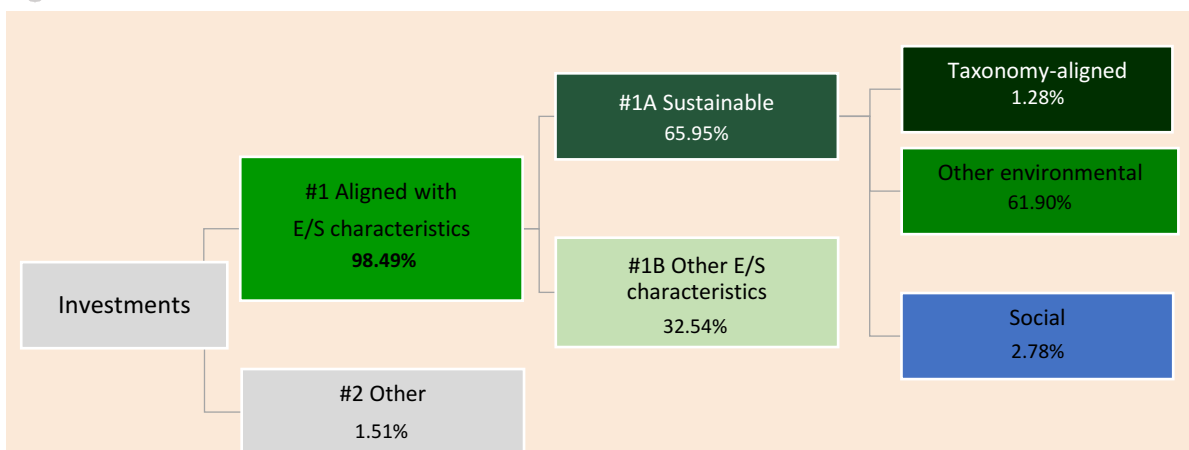 Investments
#1 Aligned with
E/S characteristics
98.49%
#2 Other
1.51%
#1A Sustainable
65.95%
#1B Other E/S
characteristics
32.54%
Taxonomy-aligned
1.28%
Other environmental
61.90%
Social
2.78%